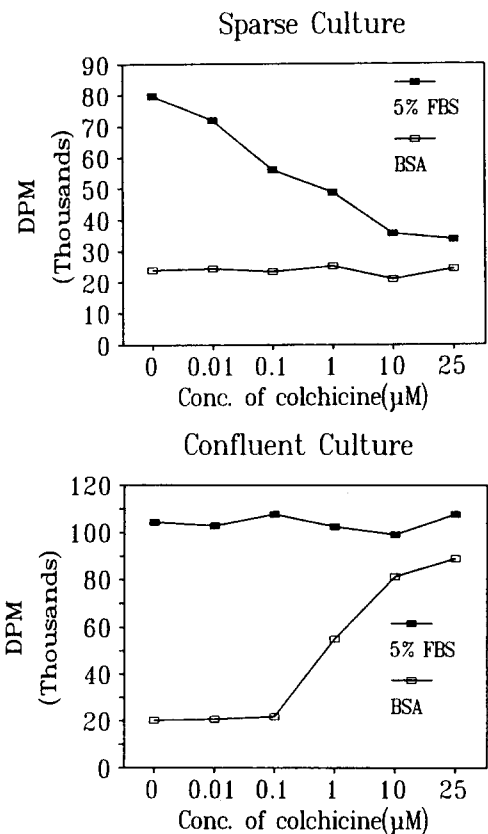 Sparse Culture
90
80
70
60
50
40
30
20
10
0
DPM
(Thousands)
5% FBS
BSA
0 0.01 0.1 1 10 25
Conc. of colchicine(µM)
Confluent Culture
120
100
80
60
40
20
0
DPM
(Thousands)
5% FBS
BSA
0 0.01 0.1 1 10 25
Conc. of colchicine(µM)